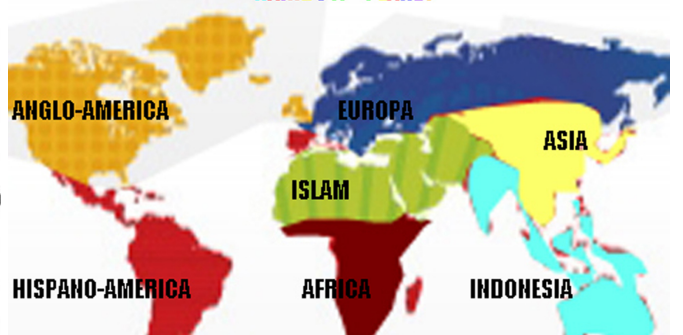 ANGLO-AMERICA
EUROPA
ASIA
ISLAM
HISPANO-AMERICA
AFRICA
INDONESIA